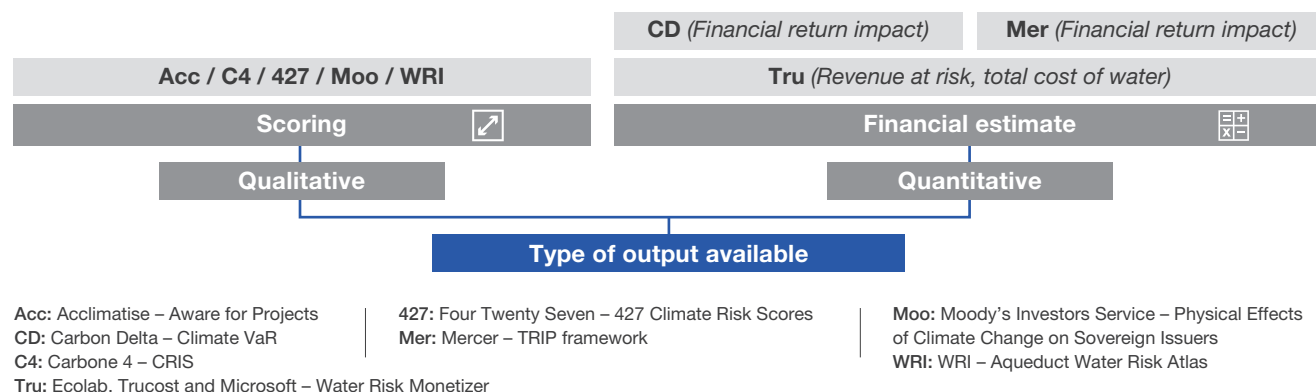 CD (Financial return impact)
Mer (Financial return impact)
Acc / C4 / 427 / Moo / WRI
Tru (Revenue at risk, total cost of water)
Scoring
Financial estimate
Qualitative
Quantitative
Type of output available
Acc: Acclimatise – Aware for Projects
CD: Carbon Delta – Climate VaR
C4: Carbone 4 – CRIS
Tru: Ecolab, Trucost and Microsoft – Water Risk Monetizer
427: Four Twenty Seven – 427 Climate Risk Scores
Mer: Mercer – TRIP framework
Moo: Moody’s Investors Service – Physical Effects
of Climate Change on Sovereign Issuers
WRI: WRI – Aqueduct Water Risk Atlas